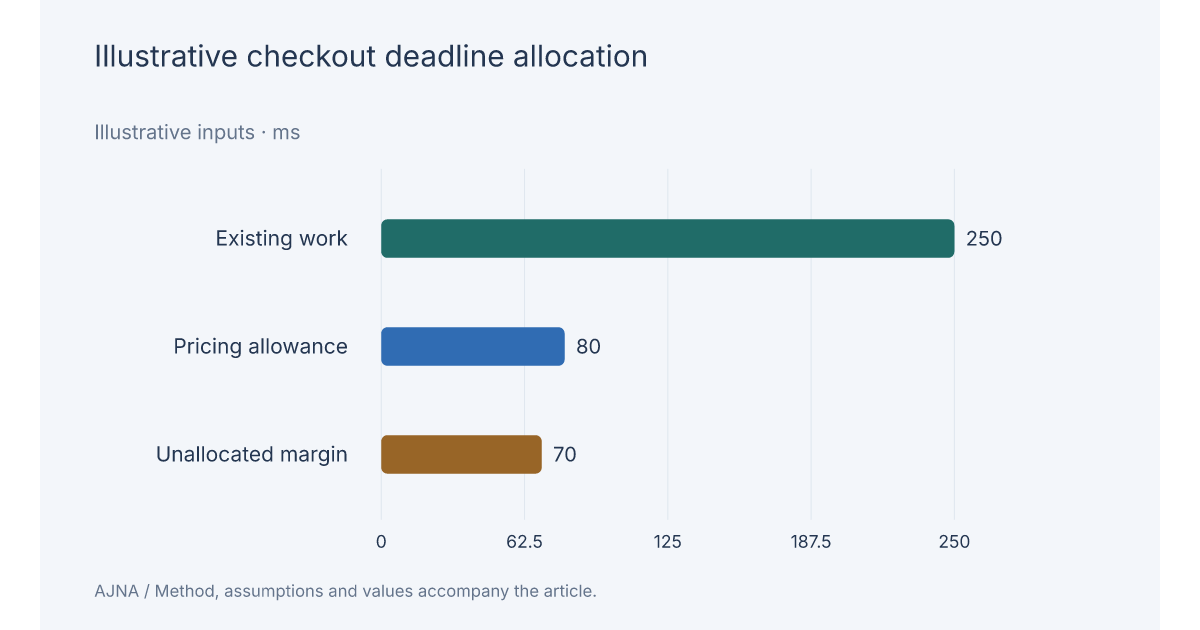 Illustrative checkout deadline allocation
Illustrative inputs · ms
Existing work 250
Pricing allowance 80
Unallocated margin 70
0 62.5 125 187.5 250
AJNA / Method, assumptions and values accompany the article.